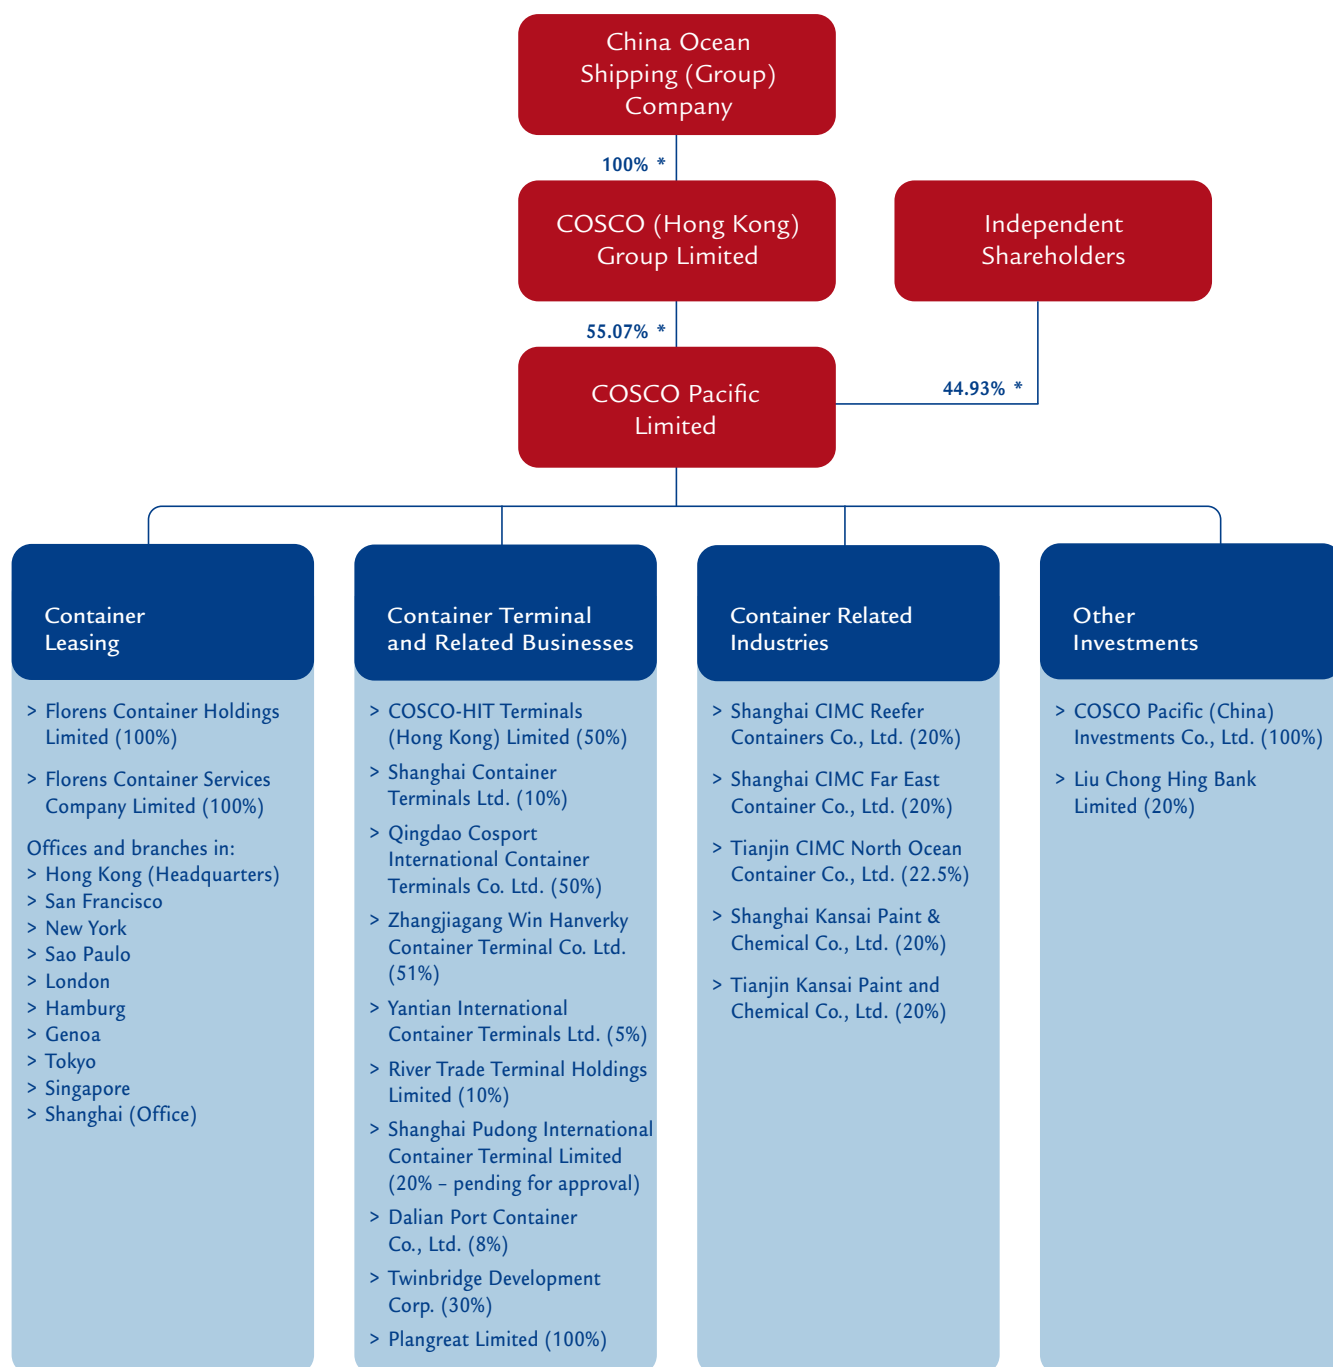 China Ocean
Shipping (Group)
Company
100% *
COSCO (Hong Kong)
Group Limited
Independent
Shareholders
55.07% *
44.93% *
COSCO Pacific
Limited
Container
Leasing
> Florens Container Holdings
Limited (100%)
> Florens Container Services
Company Limited (100%)
Offices and branches in:
> Hong Kong (Headquarters)
> San Francisco
> New York
> Sao Paulo
> London
> Hamburg
> Genoa
> Tokyo
> Singapore
> Shanghai (Office)
Container Terminal
and Related Businesses
> COSCO-HIT Terminals
(Hong Kong) Limited (50%)
> Shanghai Container
Terminals Ltd. (10%)
> Qingdao Cosport
International Container
Terminals Co. Ltd. (50%)
> Zhangjiagang Win Hanverky
Container Terminal Co. Ltd.
(51%)
> Yantian International
Container Terminals Ltd. (5%)
> River Trade Terminal Holdings
Limited (10%)
> Shanghai Pudong International
Container Terminal Limited
(20% – pending for approval)
> Dalian Port Container
Co., Ltd. (8%)
> Twinbridge Development
Corp. (30%)
> Plangreat Limited (100%)
Container Related
Industries
> Shanghai CIMC Reefer
Containers Co., Ltd. (20%)
> Shanghai CIMC Far East
Container Co., Ltd. (20%)
> Tianjin CIMC North Ocean
Container Co., Ltd. (22.5%)
> Shanghai Kansai Paint &
Chemical Co., Ltd. (20%)
> Tianjin Kansai Paint and
Chemical Co., Ltd. (20%)
Other
Investments
> COSCO Pacific (China)
Investments Co., Ltd. (100%)
> Liu Chong Hing Bank
Limited (20%)